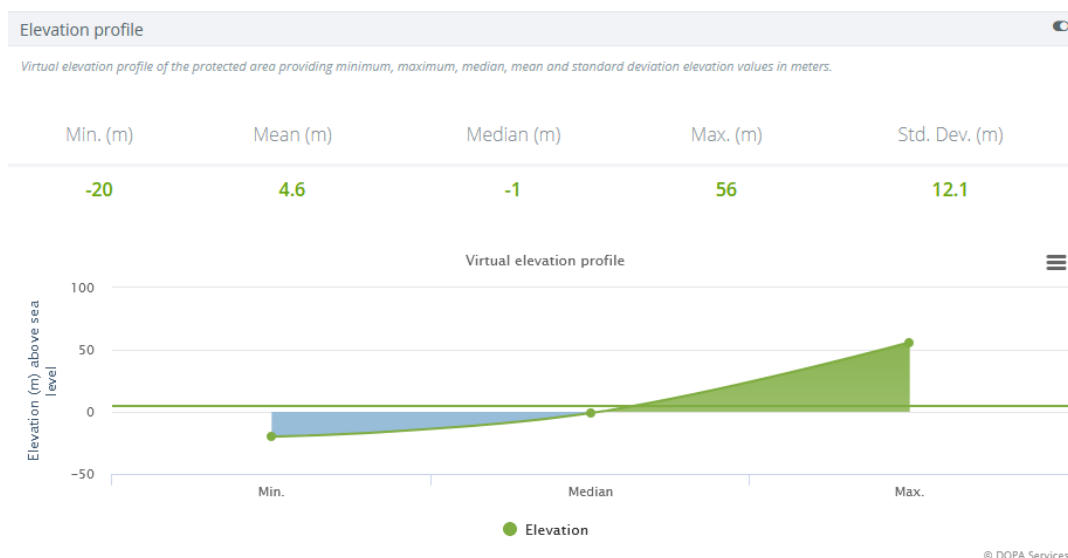 Elevation profile
Virtual elevation profile of the protected area providing minimum, maximum, median, mean and standard deviation elevation values in meters.
Min. (m) Mean (m) Median (m) Max. (m) Std. Dev. (m)
-20 4.6 -1 56 12.1
Virtual elevation profile
Elevation (m) above sea
level
100
50
0
-50
Min. Median Max.
Elevation
© DOPA Services